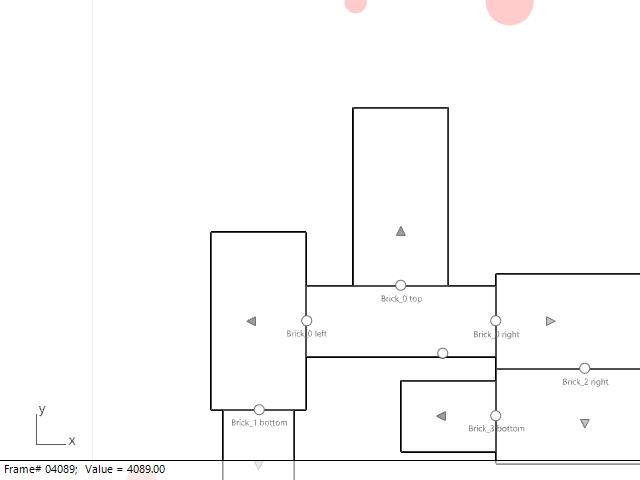 Brick_0 top
Brick_0 left
Brick_0 right
Brick_2 right
Brick_1 bottom
Brick_3 bottom
y
x
Frame# 04089; Value = 4089.00